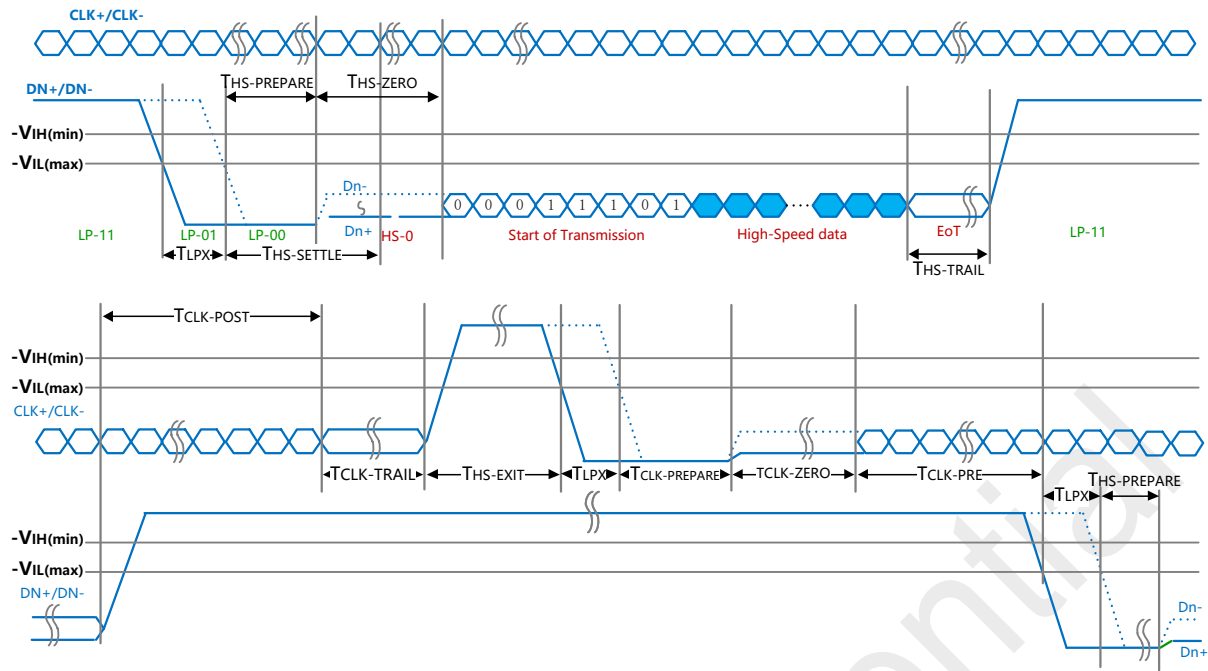 CLK+/CLK-
THS-PREPARE THS-ZERO
DN+/DN-
-VIH(min)
-VIL(max)
Dn-
0 0 0 1 1 1 0 1
Dn+
LP-11 LP-01 LP-00 HS-0 Start of Transmission High-Speed data EoT LP-11
TLPX THS-SETTLE THS-TRAIL
TCLK-POST
-VIH(min)
-VIL(max)
CLK+/CLK-
TCLK-TRAIL THS-EXIT TLPX TCLK-PREPARE TCLK-ZERO TCLK-PRE
TLPX THS-PREPARE
-VIH(min)
-VIL(max)
DN+/DN-
Dn-
Dn+
ntial